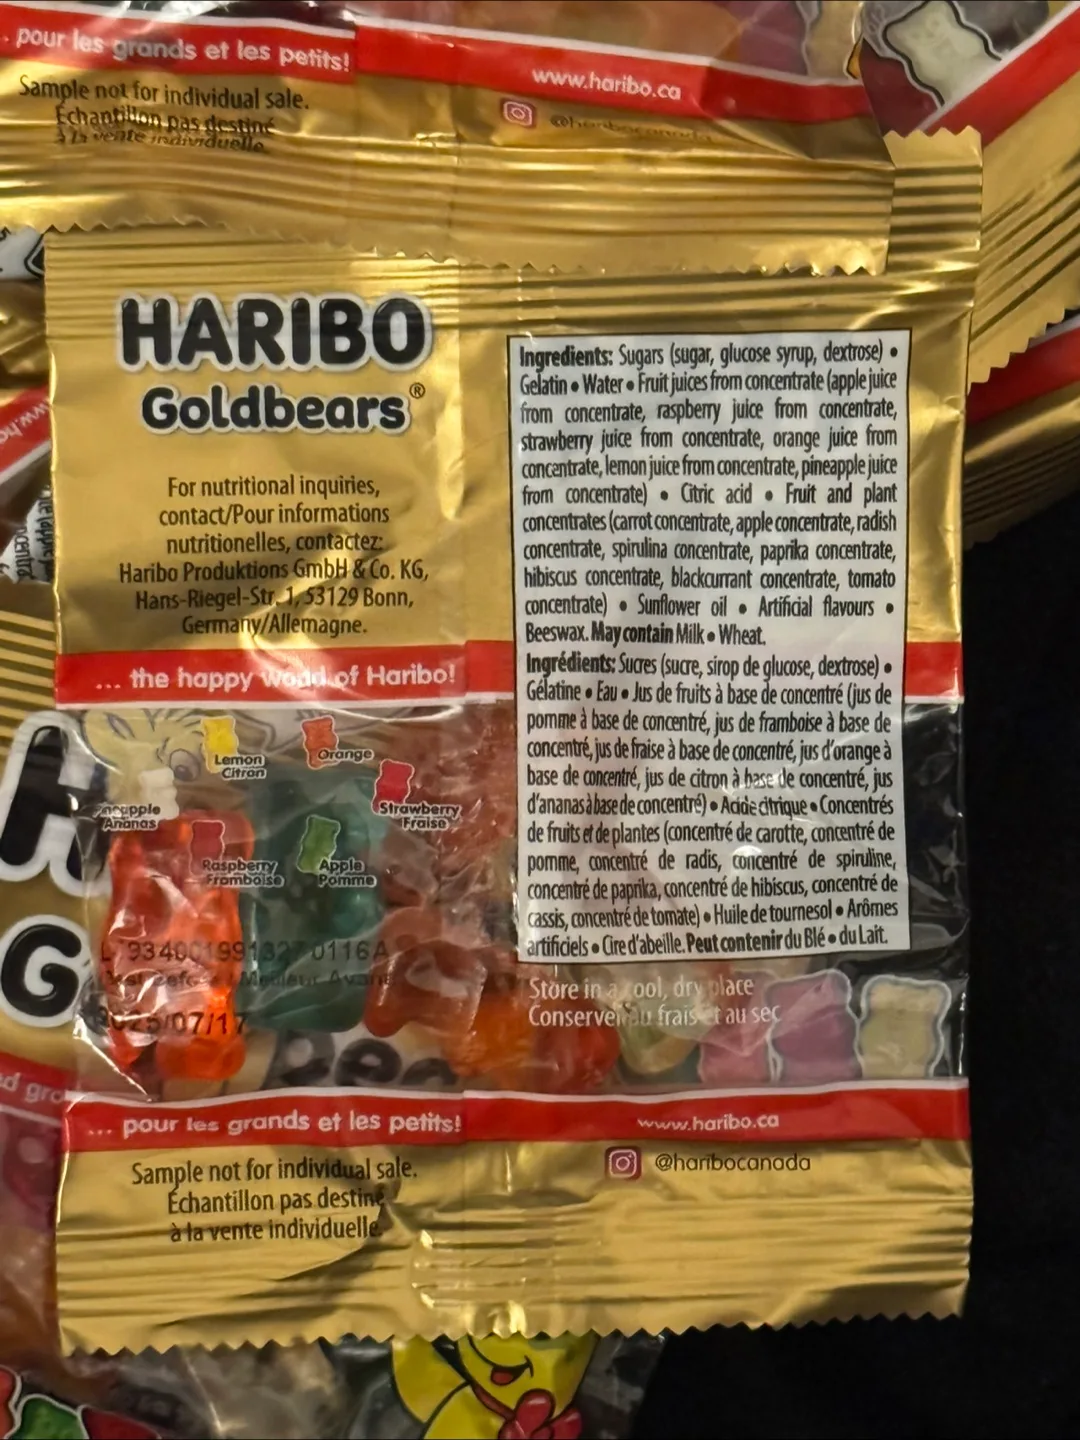 pour les grands et les petits!
www.haribo.ca
Sample not for individual sale.
Échantillon pas destiné
à la vente individuelle.
@haribocanada
HARIBO
Goldbears®
For nutritional inquiries,
contact/Pour informations
nutritionelles, contactez:
Haribo Produktions GmbH & Co. KG,
Hans-Riegel-Str. 1, 53129 Bonn,
Germany/Allemagne.
... the happy world of Haribo!
Lemon
Citron
Orange
Pineapple
Ananas
Strawberry
Fraise
Raspberry
Framboise
Apple
Pomme
Best Before / Meilleur Avant
2025/07/17
Ingredients: Sugars (sugar, glucose syrup, dextrose) •
Gelatin • Water • Fruit juices from concentrate (apple juice
from concentrate, raspberry juice from concentrate,
strawberry juice from concentrate, orange juice from
concentrate, lemon juice from concentrate, pineapple juice
from concentrate) • Citric acid • Fruit and plant
concentrates (carrot concentrate, apple concentrate, radish
concentrate, spirulina concentrate, paprika concentrate,
hibiscus concentrate, blackcurrant concentrate, tomato
concentrate) • Sunflower oil • Artificial flavours •
Beeswax. May contain Milk • Wheat.
Ingrédients: Sucres (sucre, sirop de glucose, dextrose) •
Gélatine • Eau • Jus de fruits à base de concentré (jus de
pomme à base de concentré, jus de framboise à base de
concentré, jus de fraise à base de concentré, jus d'orange à
base de concentré, jus de citron à base de concentré, jus
d'ananas à base de concentré) • Acide citrique • Concentrés
de fruits et de plantes (concentré de carotte, concentré de
pomme, concentré de radis, concentré de spiruline,
concentré de paprika, concentré de hibiscus, concentré de
cassis, concentré de tomate) • Huile de tournesol • Arômes
artificiels • Cire d'abeille. Peut contenir du Blé • du Lait.
Store in a cool, dry place
Conserver au frais et au sec
... pour les grands et les petits!
www.haribo.ca
@haribocanada
Sample not for individual sale.
Échantillon pas destiné
à la vente individuelle.